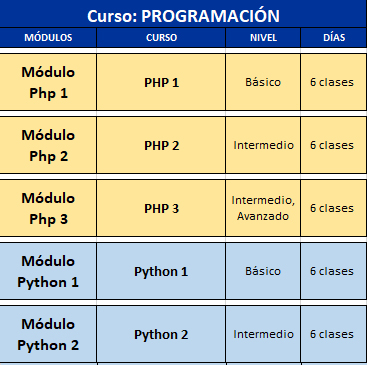 Curso: PROGRAMACIÓN
MÓDULOS CURSO NIVEL DÍAS
Módulo
Php 1
PHP 1
Básico
6 clases
Módulo
Php 2
PHP 2
Intermedio
6 clases
Módulo
Php 3
PHP 3
Intermedio,
Avanzado
6 clases
Módulo
Python 1
Python 1
Básico
6 clases
Módulo
Python 2
Python 2
Intermedio
6 clases